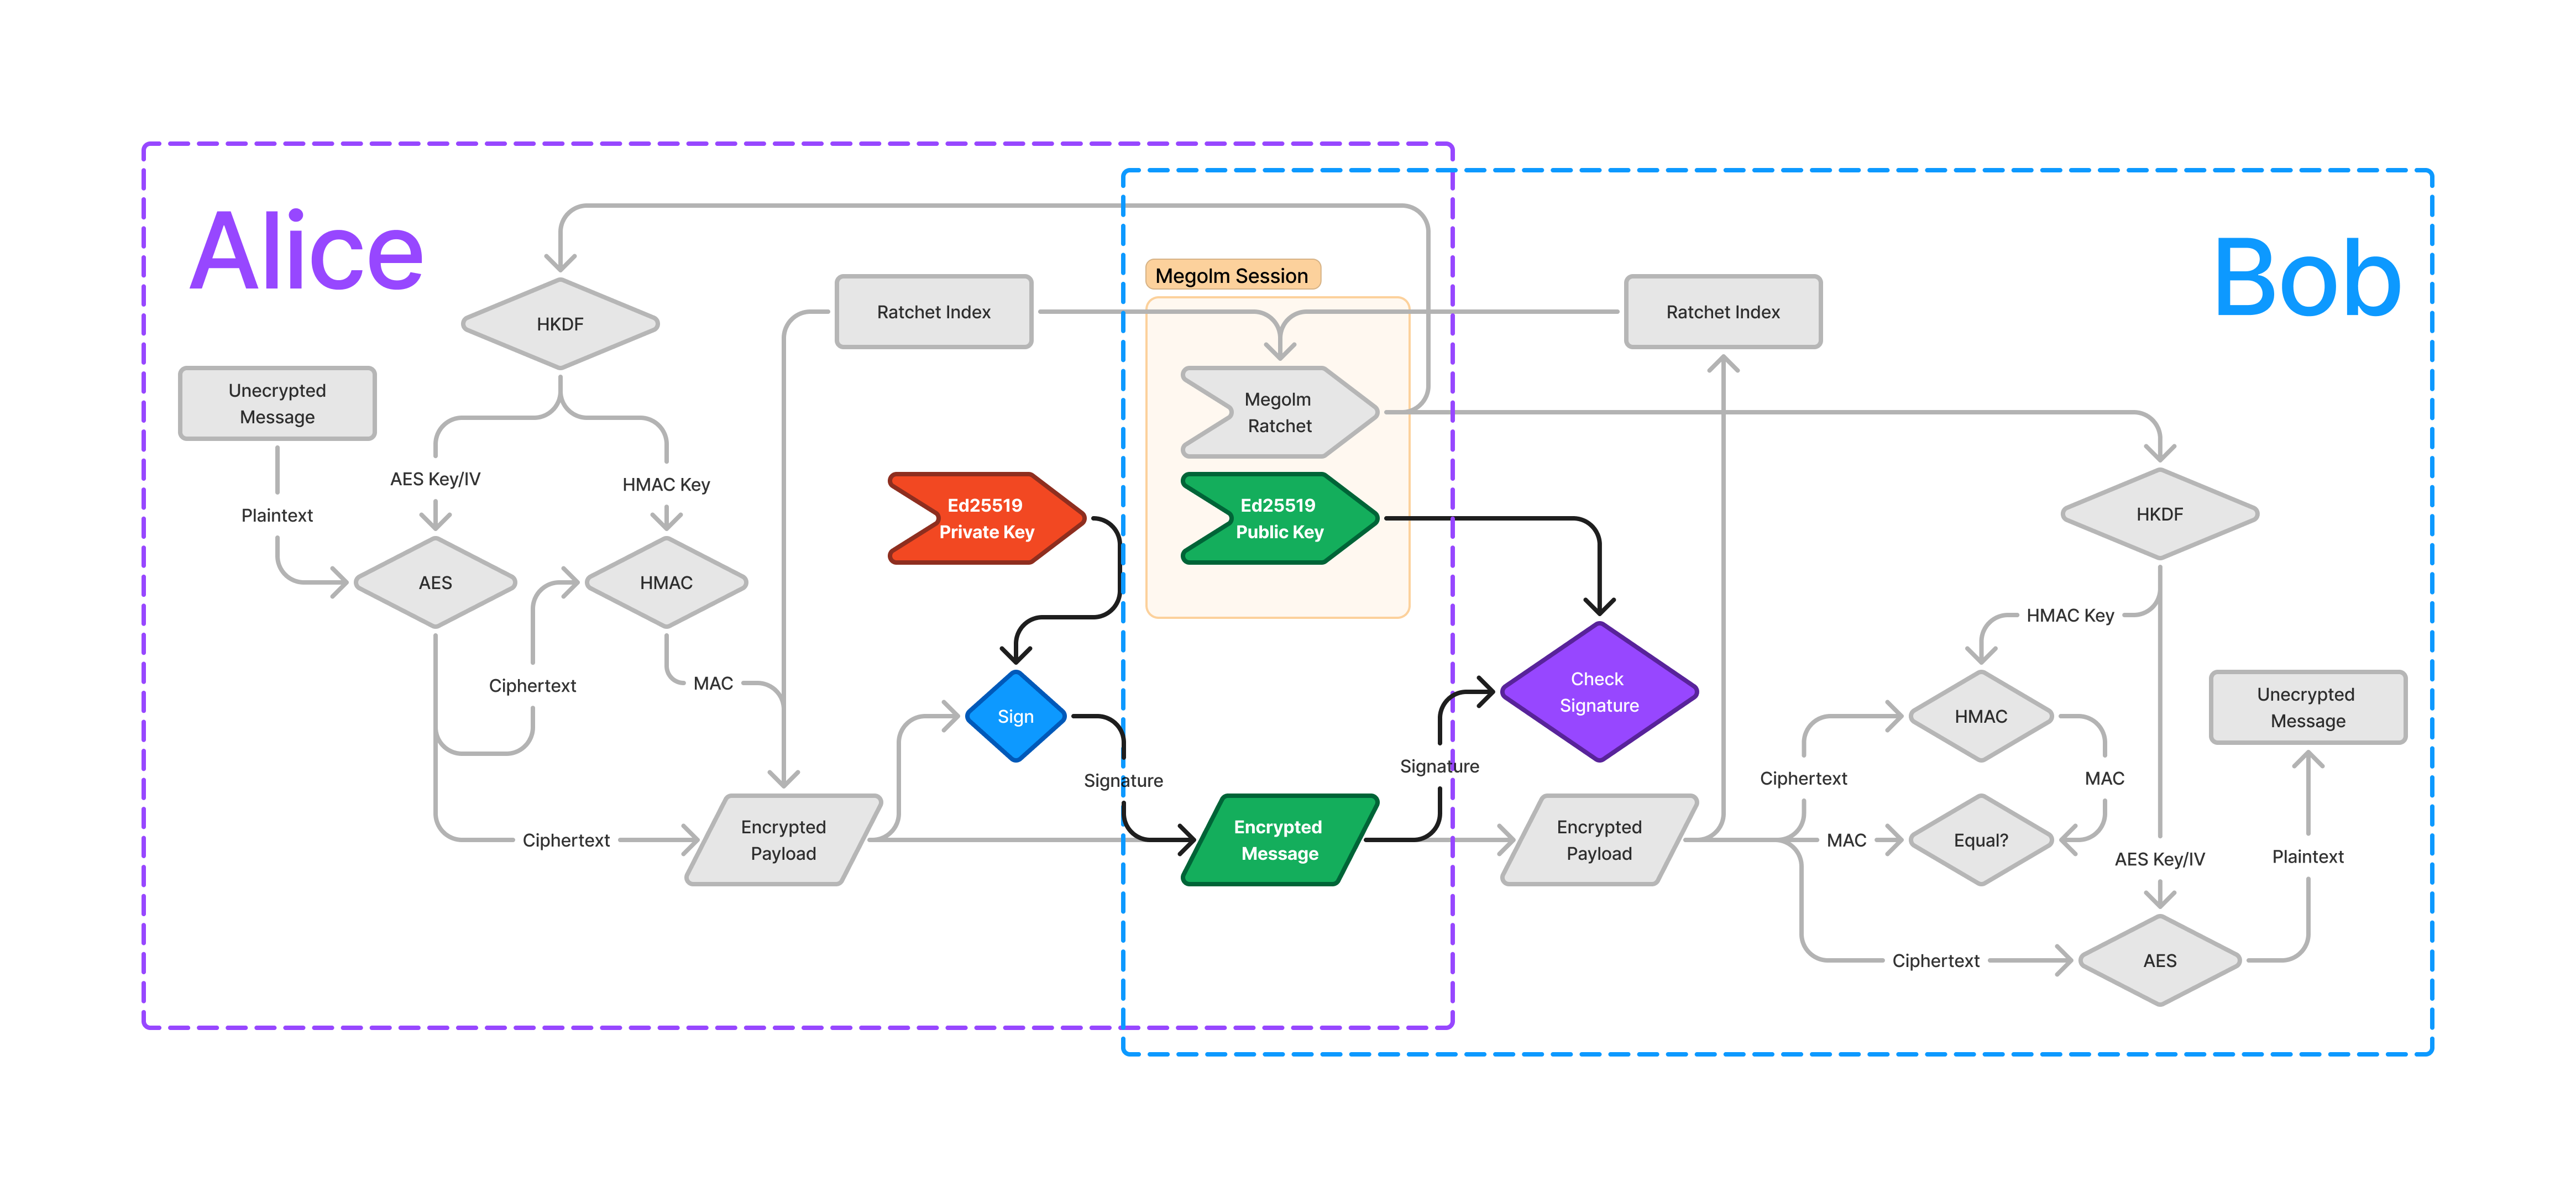 Alice
Bob
Megolm Session
HKDF
Ratchet Index
Ratchet Index
Unecrypted
Message
Megolm
Ratchet
AES Key/IV
HMAC Key
Plaintext
Ed25519
Private Key
Ed25519
Public Key
HKDF
AES
HMAC
HMAC Key
Ciphertext
MAC
Sign
Check
Signature
HMAC
Unecrypted
Message
Signature
Signature
Ciphertext
MAC
Ciphertext
Encrypted
Payload
Encrypted
Message
Encrypted
Payload
MAC
Equal?
AES Key/IV
Plaintext
Ciphertext
AES